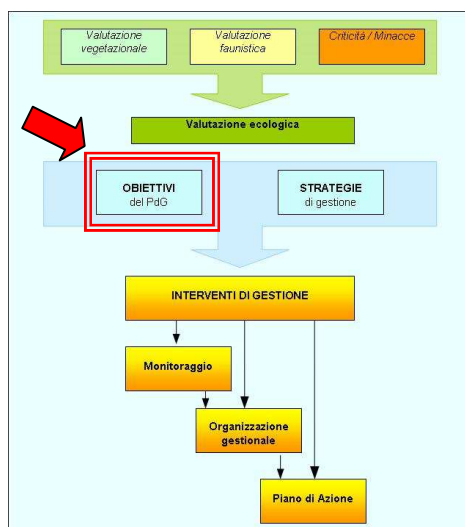 Valutazione
vegetazionale
Valutazione
faunistica
Criticità / Minacce
Valutazione ecologica
OBIETTIVI
del PdG
STRATEGIE
di gestione
INTERVENTI DI GESTIONE
Monitoraggio
Organizzazione
gestionale
Piano di Azione